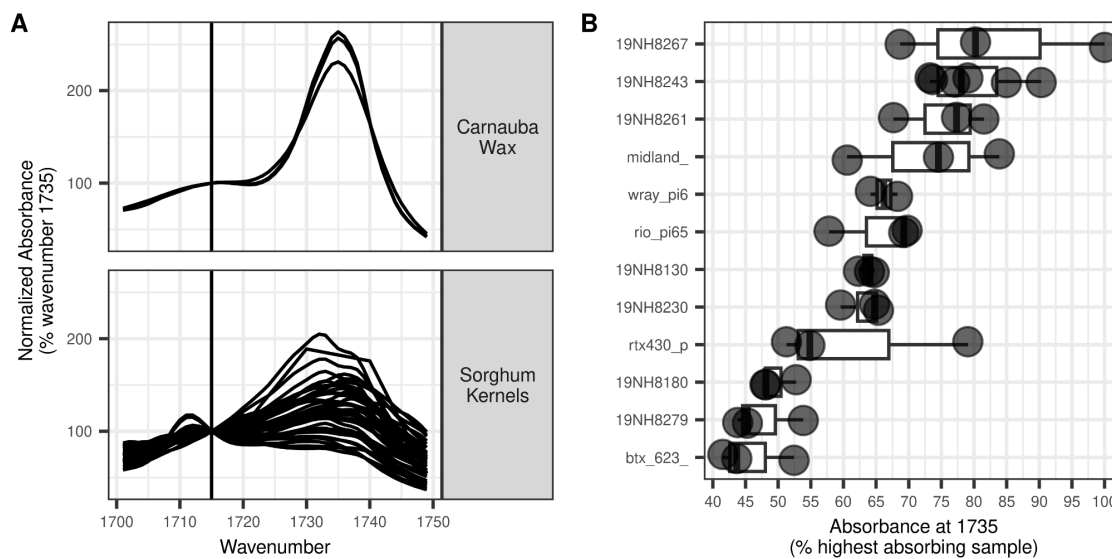 A
Normalized Absorbance
(% wavenumber 1735)
200
100
Carnauba
Wax
200
100
Sorghum
Kernels
1700 1710 1720 1730 1740 1750
Wavenumber
B
19NH8267
19NH8243
19NH8261
midland_
wray_pi6
rio_pi65
19NH8130
19NH8230
rtx430_p
19NH8180
19NH8279
btx_623_
40 45 50 55 60 65 70 75 80 85 90 95 100
Absorbance at 1735
(% highest absorbing sample)